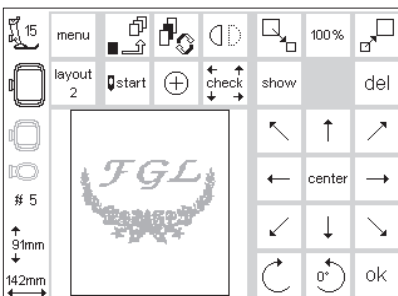 15 menu 100%
layout
2
start
check
show
del
FGL
center
# 5
91mm
142mm
0° ok